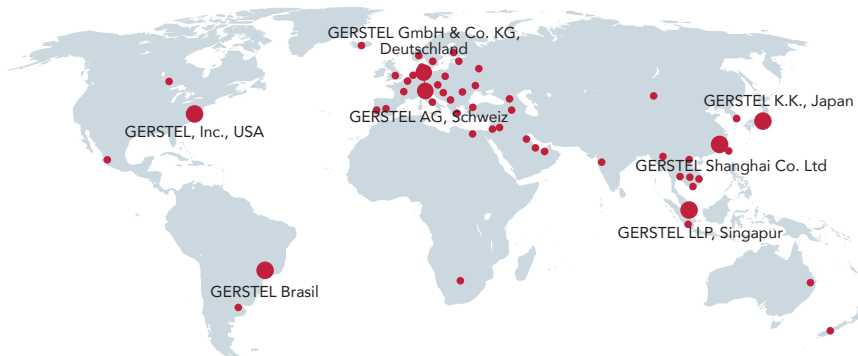 GERSTEL GmbH & Co. KG,
Deutschland
GERSTEL K.K., Japan
GERSTEL AG, Schweiz
GERSTEL, Inc., USA
GERSTEL Shanghai Co. Ltd
GERSTEL LLP, Singapur
GERSTEL Brasil